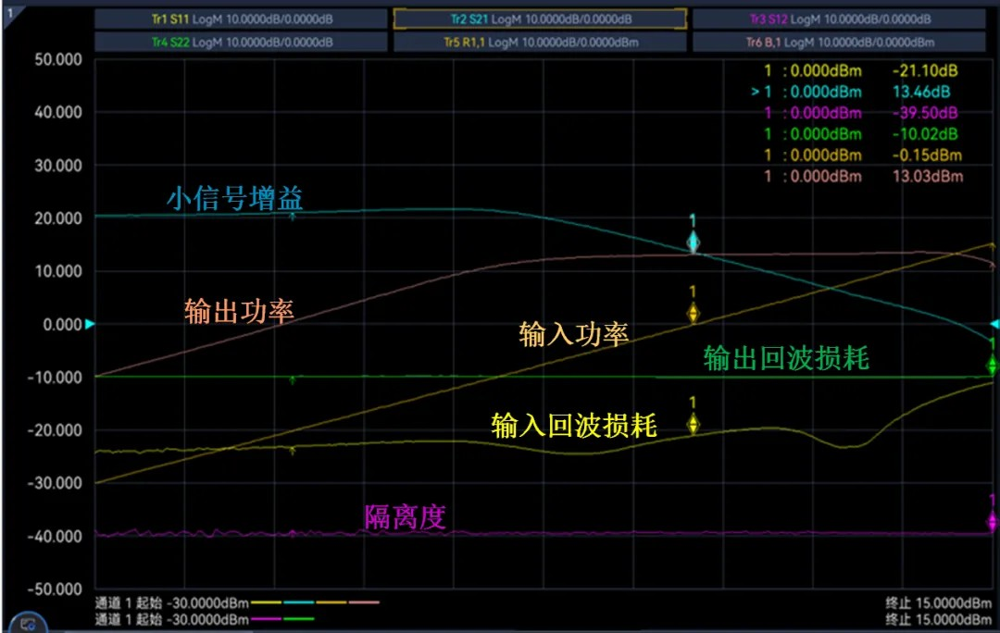 1
Tr1 S11 LogM 10.0000dB/0.0000dB
Tr2 S21 LogM 10.0000dB/0.0000dB
Tr3 S12 LogM 10.0000dB/0.0000dB
Tr4 S22 LogM 10.0000dB/0.0000dB
Tr5 R1,1 LogM 10.0000dB/0.0000dBm
Tr6 B,1 LogM 10.0000dB/0.0000dBm
50.000
40.000
30.000
20.000
10.000
0.000
-10.000
-20.000
-30.000
-40.000
-50.000
1 : 0.000dBm -21.10dB
> 1 : 0.000dBm 13.46dB
1 : 0.000dBm -39.50dB
1 : 0.000dBm -10.02dB
1 : 0.000dBm -0.15dBm
1 : 0.000dBm 13.03dBm
小信号增益
1
输出功率
1
输入功率
1
输出回波损耗
1
输入回波损耗
1
隔离度
通道 1 起始 -30.0000dBm
终止 15.0000dBm
通道 1 起始 -30.0000dBm
终止 15.0000dBm